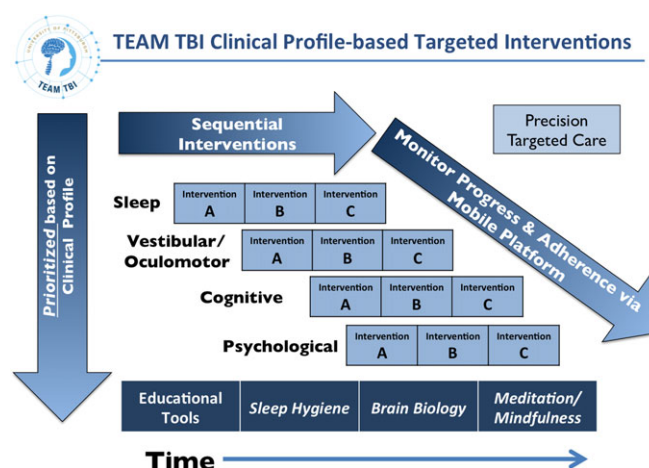 TEAM TBI Clinical Profile-based Targeted Interventions
TEAM TBI
Prioritized based on
Clinical Profile
Sequential
Interventions
Precision
Targeted Care
Monitor Progress & Adherence via
Mobile Platform
Sleep
Intervention A
Intervention B
Intervention C
Vestibular/
Oculomotor
Intervention A
Intervention B
Intervention C
Cognitive
Intervention A
Intervention B
Intervention C
Psychological
Intervention A
Intervention B
Intervention C
Educational
Tools
Sleep Hygiene
Brain Biology
Meditation/
Mindfulness
Time